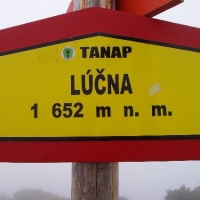 TANAP
LÚČNA
1 652 m n. m.